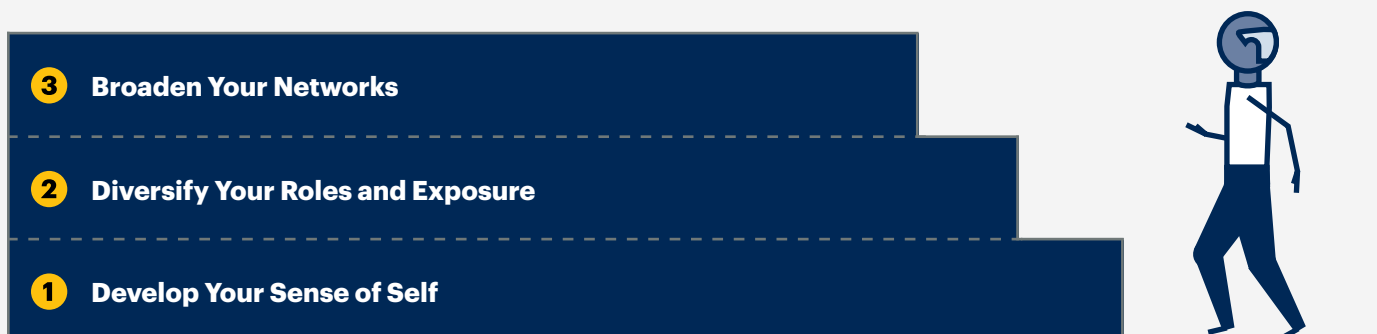 3 Broaden Your Networks
2 Diversify Your Roles and Exposure
1 Develop Your Sense of Self